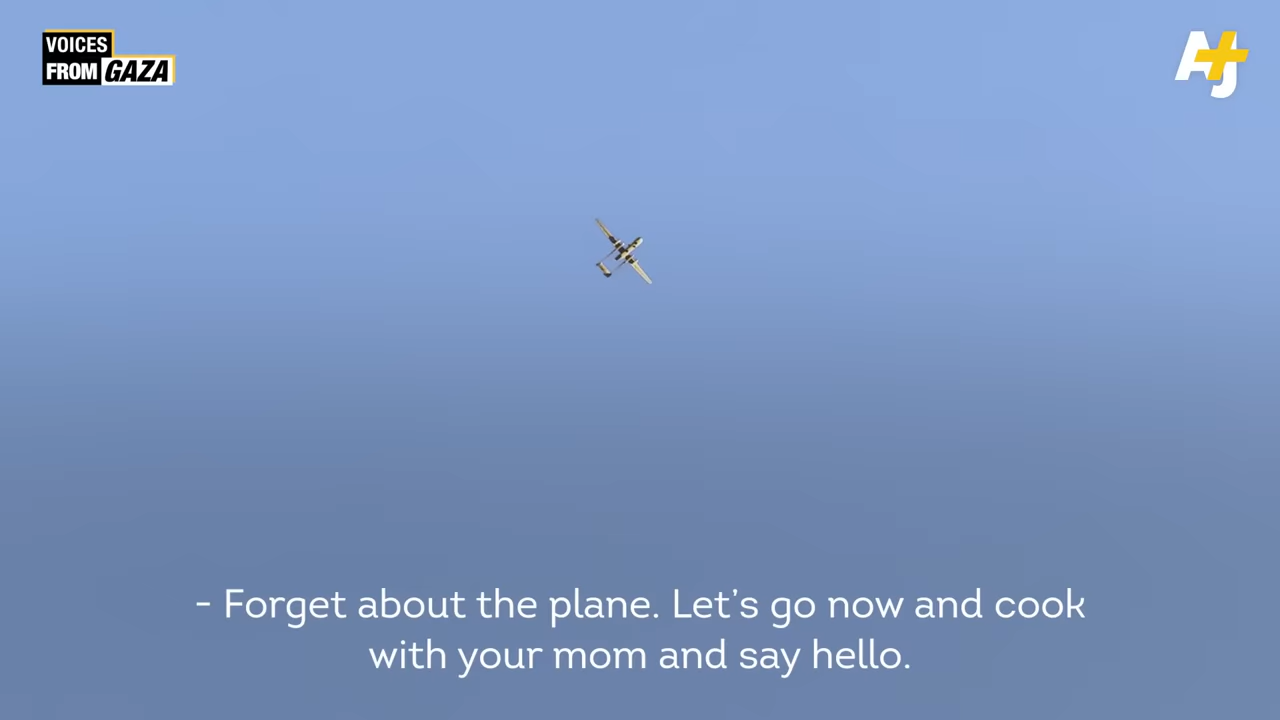 VOICES
FROM GAZA
AJ+
- Forget about the plane. Let's go now and cook
with your mom and say hello.